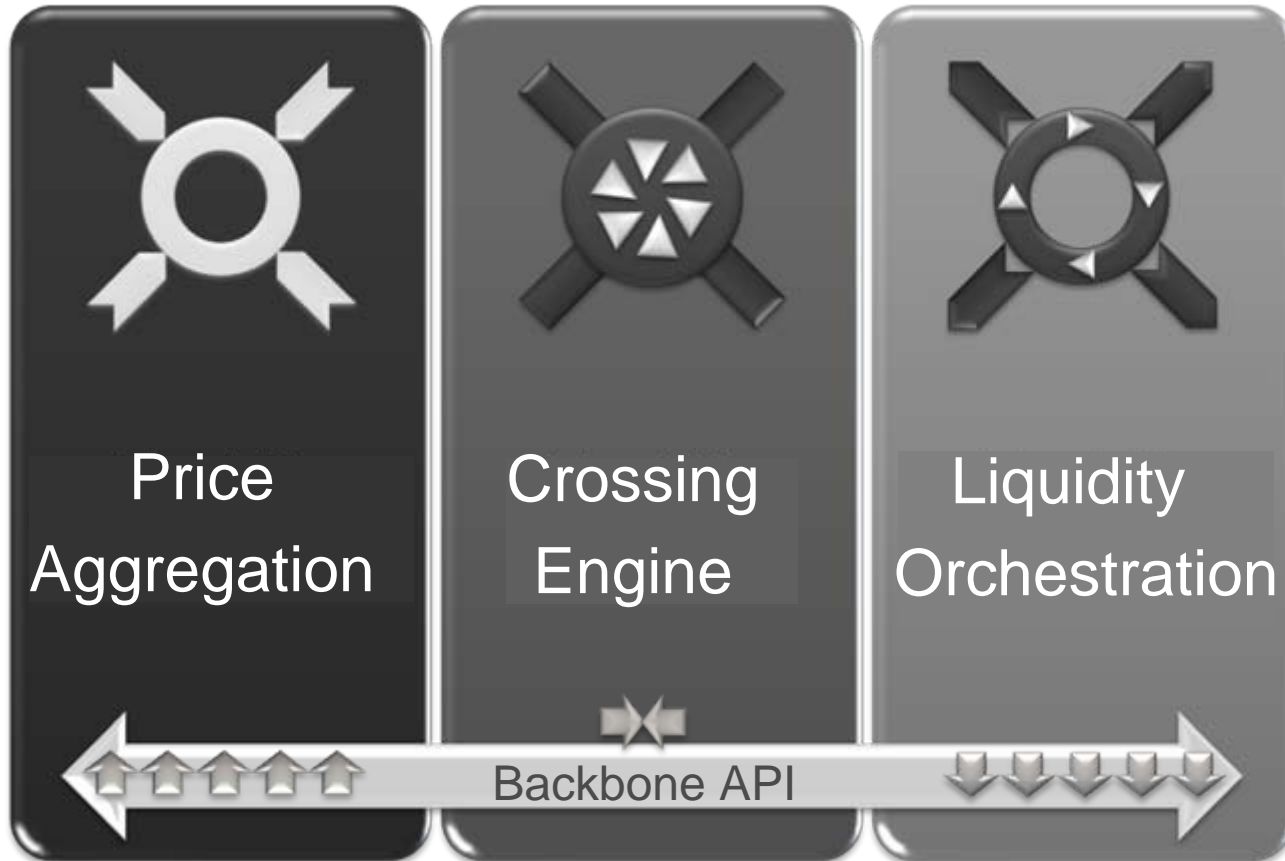 Price
Aggregation
Crossing
Engine
Liquidity
Orchestration
Backbone API